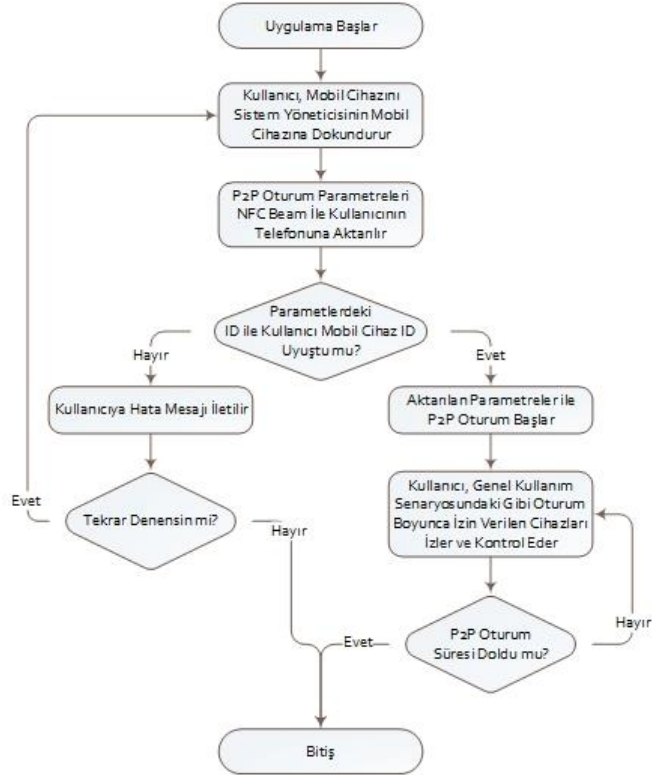 Uygulama Başlar
Kullanıcı, Mobil Cihazını
Sistem Yöneticisinin Mobil
Cihazına Dokundurur
P2P Oturum Parametreleri
NFC Beam İle Kullanıcının
Telefonuna Aktarılır
Parametlerdeki
ID ile Kullanıcı Mobil Cihaz ID
Uyuştu mu?
Hayır
Evet
Kullanıcıya Hata Mesajı İletilir
Aktarılan Parametreler ile
P2P Oturum Başlar
Tekrar Denensin mi?
Evet
Hayır
Kullanıcı, Genel Kullanım
Senaryosundaki Gibi Oturum
Boyunca İzin Verilen Cihazları
İzler ve Kontrol Eder
P2P Oturum
Süresi Doldu mu?
Evet
Hayır
Bitiş